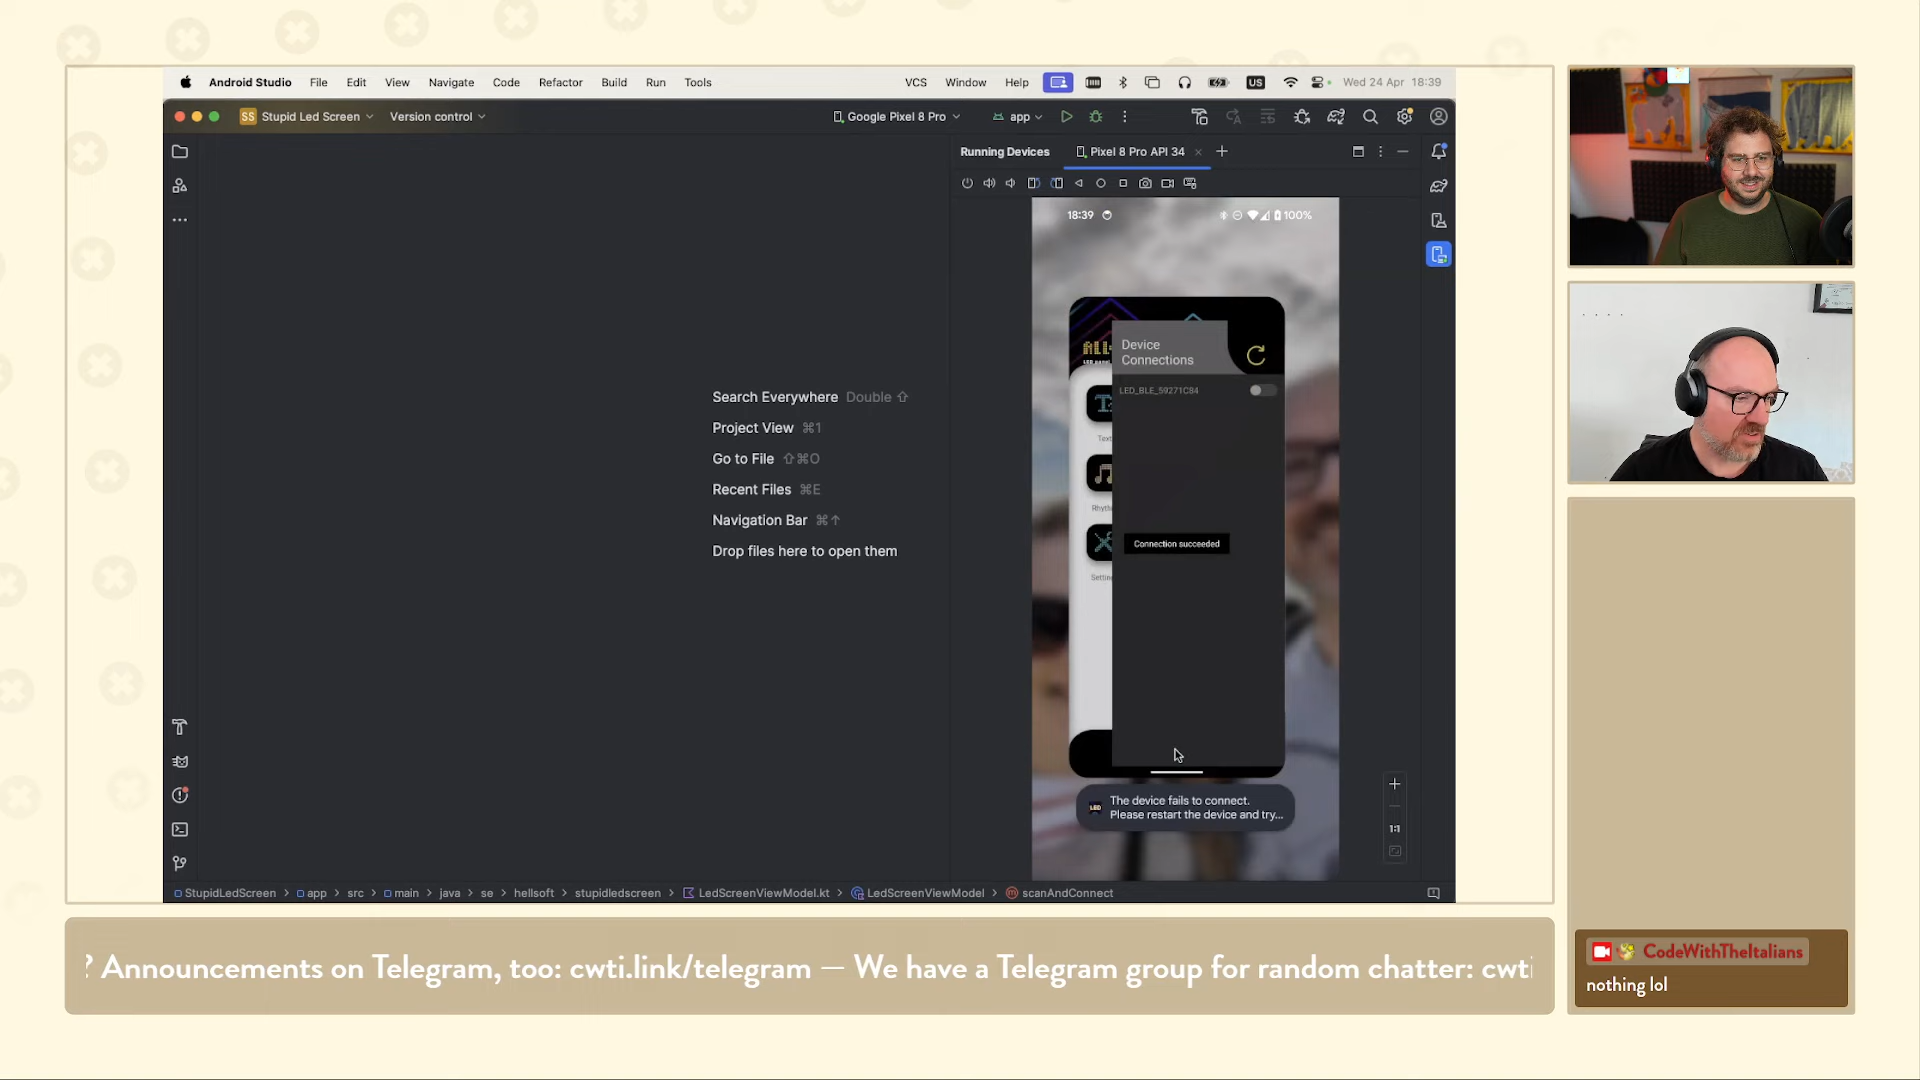 Android Studio File Edit View Navigate Code Refactor Build Run Tools VCS Window Help US Wed 24 Apr 18:39
SS Stupid Led Screen Version control Google Pixel 8 Pro app
Running Devices Pixel 8 Pro API 34
18:39 100%
Device
Connections
LED_BLE_59271C84
Search Everywhere Double ⇧
Project View ⌘1
Go to File ⇧⌘O
Recent Files ⌘E
Navigation Bar ⌘↑
Drop files here to open them
Connection succeeded
The device fails to connect.
Please restart the device and try...
1:1
StupidLedScreen > app > src > main > java > se > hellsoft > stupidledscreen > LedScreenViewModel.kt > LedScreenViewModel > scanAndConnect
? Announcements on Telegram, too: cwti.link/telegram — We have a Telegram group for random chatter: cwti
CodeWithTheItalians
nothing lol